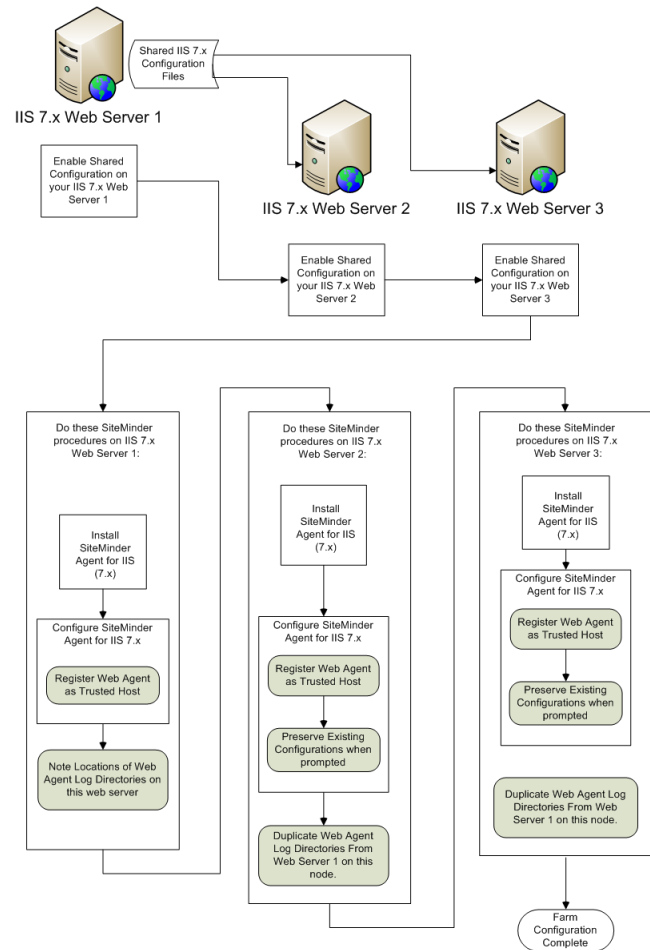 Shared IIS 7.x
Configuration
Files
IIS 7.x Web Server 1
IIS 7.x Web Server 2
IIS 7.x Web Server 3
Enable Shared
Configuration on
your IIS 7.x Web
Server 1
Enable Shared
Configuration on
your IIS 7.x Web
Server 2
Enable Shared
Configuration on
your IIS 7.x Web
Server 3
Do these SiteMinder
procedures on IIS 7.x
Web Server 1:
Install
SiteMinder
Agent for IIS
(7.x)
Configure SiteMinder
Agent for IIS 7.x
Register Web Agent
as Trusted Host
Note Locations of Web
Agent Log Directories on
this web server
Do these SiteMinder
procedures on IIS 7.x
Web Server 2:
Install
SiteMinder
Agent for IIS
(7.x)
Configure SiteMinder
Agent for IIS 7.x
Register Web Agent
as Trusted Host
Preserve Existing
Configurations when
prompted
Duplicate Web Agent
Log Directories From
Web Server 1 on this
node.
Do these SiteMinder
procedures on IIS 7.x
Web Server 3:
Install
SiteMinder
Agent for IIS
(7.x)
Configure SiteMinder
Agent for IIS 7.x
Register Web Agent
as Trusted Host
Preserve Existing
Configurations when
prompted
Duplicate Web Agent Log
Directories From Web
Server 1 on this node.
Farm
Configuration
Complete